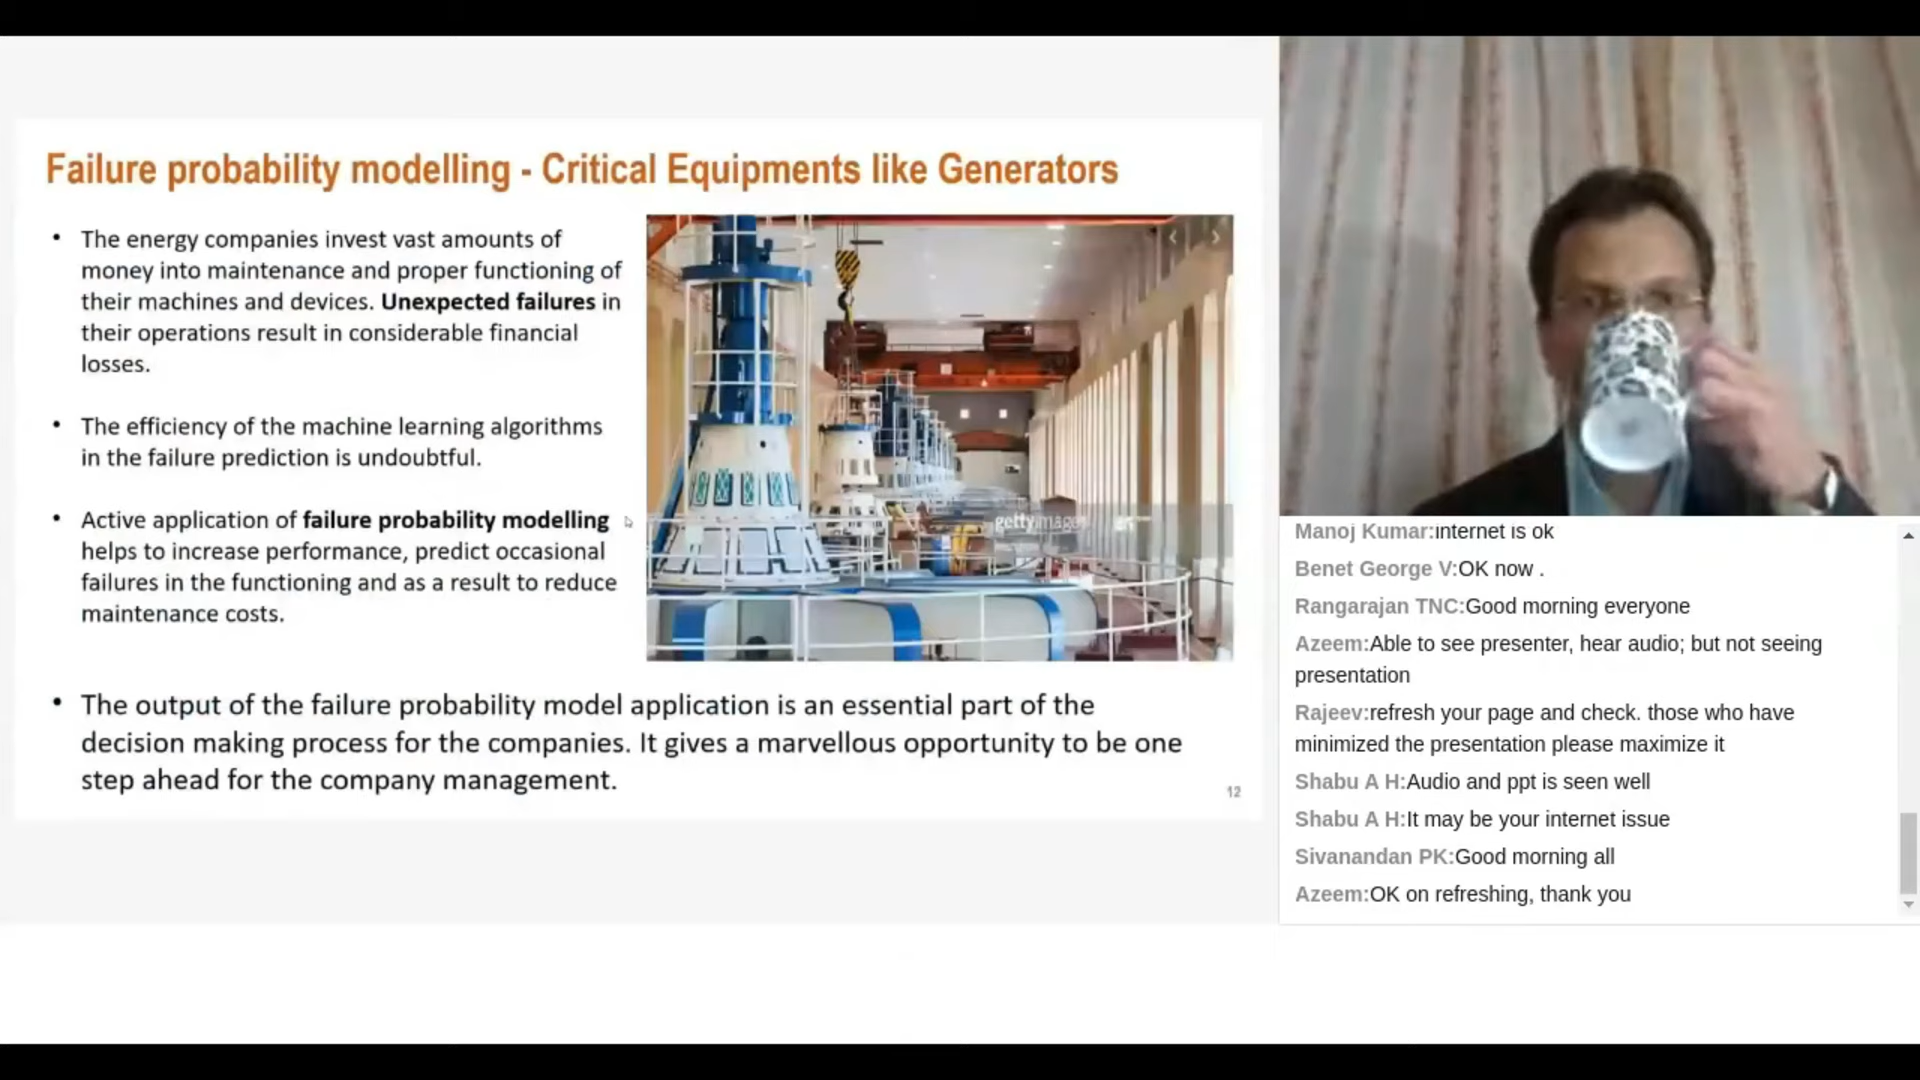 Failure probability modelling - Critical Equipments like Generators
• The energy companies invest vast amounts of
money into maintenance and proper functioning of
their machines and devices. Unexpected failures in
their operations result in considerable financial
losses.
• The efficiency of the machine learning algorithms
in the failure prediction is undoubtful.
• Active application of failure probability modelling
helps to increase performance, predict occasional
failures in the functioning and as a result to reduce
maintenance costs.
gettyimages
• The output of the failure probability model application is an essential part of the
decision making process for the companies. It gives a marvellous opportunity to be one
step ahead for the company management.
12
Manoj Kumar:internet is ok
Benet George V:OK now .
Rangarajan TNC:Good morning everyone
Azeem:Able to see presenter, hear audio; but not seeing
presentation
Rajeev:refresh your page and check. those who have
minimized the presentation please maximize it
Shabu A H:Audio and ppt is seen well
Shabu A H:It may be your internet issue
Sivanandan PK:Good morning all
Azeem:OK on refreshing, thank you